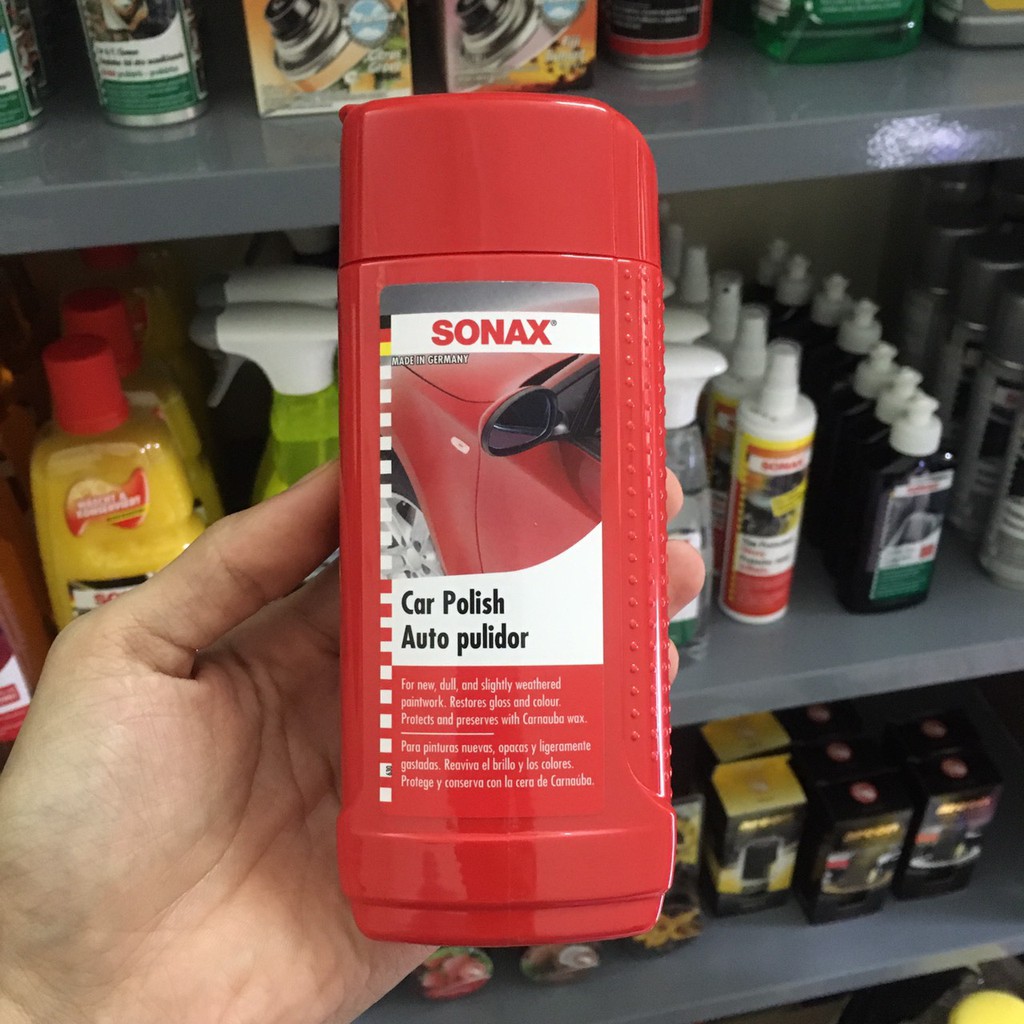 SONAX®
MADE IN GERMANY
Car Polish
Auto pulidor
For new, dull, and slightly weathered
paintwork. Restores gloss and colour.
Protects and preserves with Carnauba wax.
Para pinturas nuevas, opacas y ligeramente
gastadas. Reaviva el brillo y los colores.
Protege y conserva con la cera de Carnaúba.
SONAX